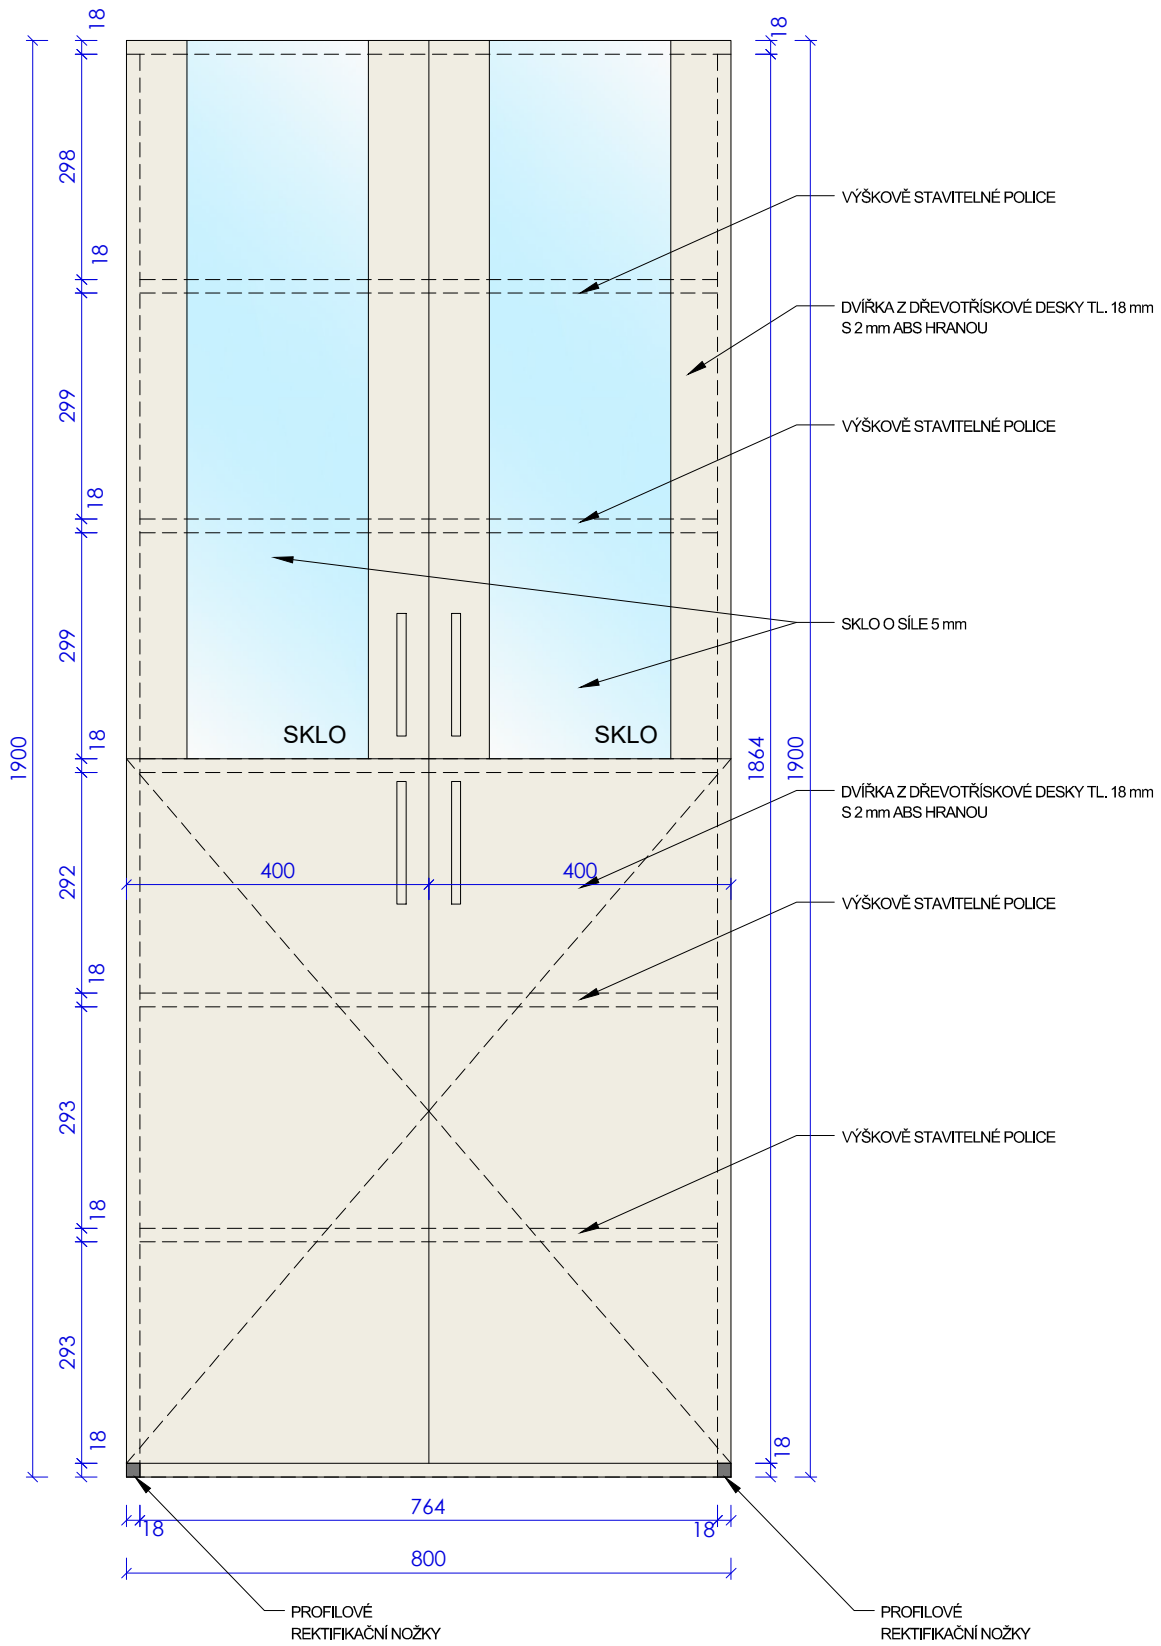 18
18
298
VÝŠKOVĚ STAVITELNÉ POLICE
18
DVÍŘKA Z DŘEVOTŘÍSKOVÉ DESKY TL. 18 mm
S 2 mm ABS HRANOU
299
VÝŠKOVĚ STAVITELNÉ POLICE
18
SKLO O SÍLE 5 mm
299
SKLO
SKLO
18
1900
1864
1900
DVÍŘKA Z DŘEVOTŘÍSKOVÉ DESKY TL. 18 mm
S 2 mm ABS HRANOU
400
400
292
VÝŠKOVĚ STAVITELNÉ POLICE
18
293
VÝŠKOVĚ STAVITELNÉ POLICE
18
293
18
18
764
18
18
800
PROFILOVÉ
REKTIFIKAČNÍ NOŽKY
PROFILOVÉ
REKTIFIKAČNÍ NOŽKY